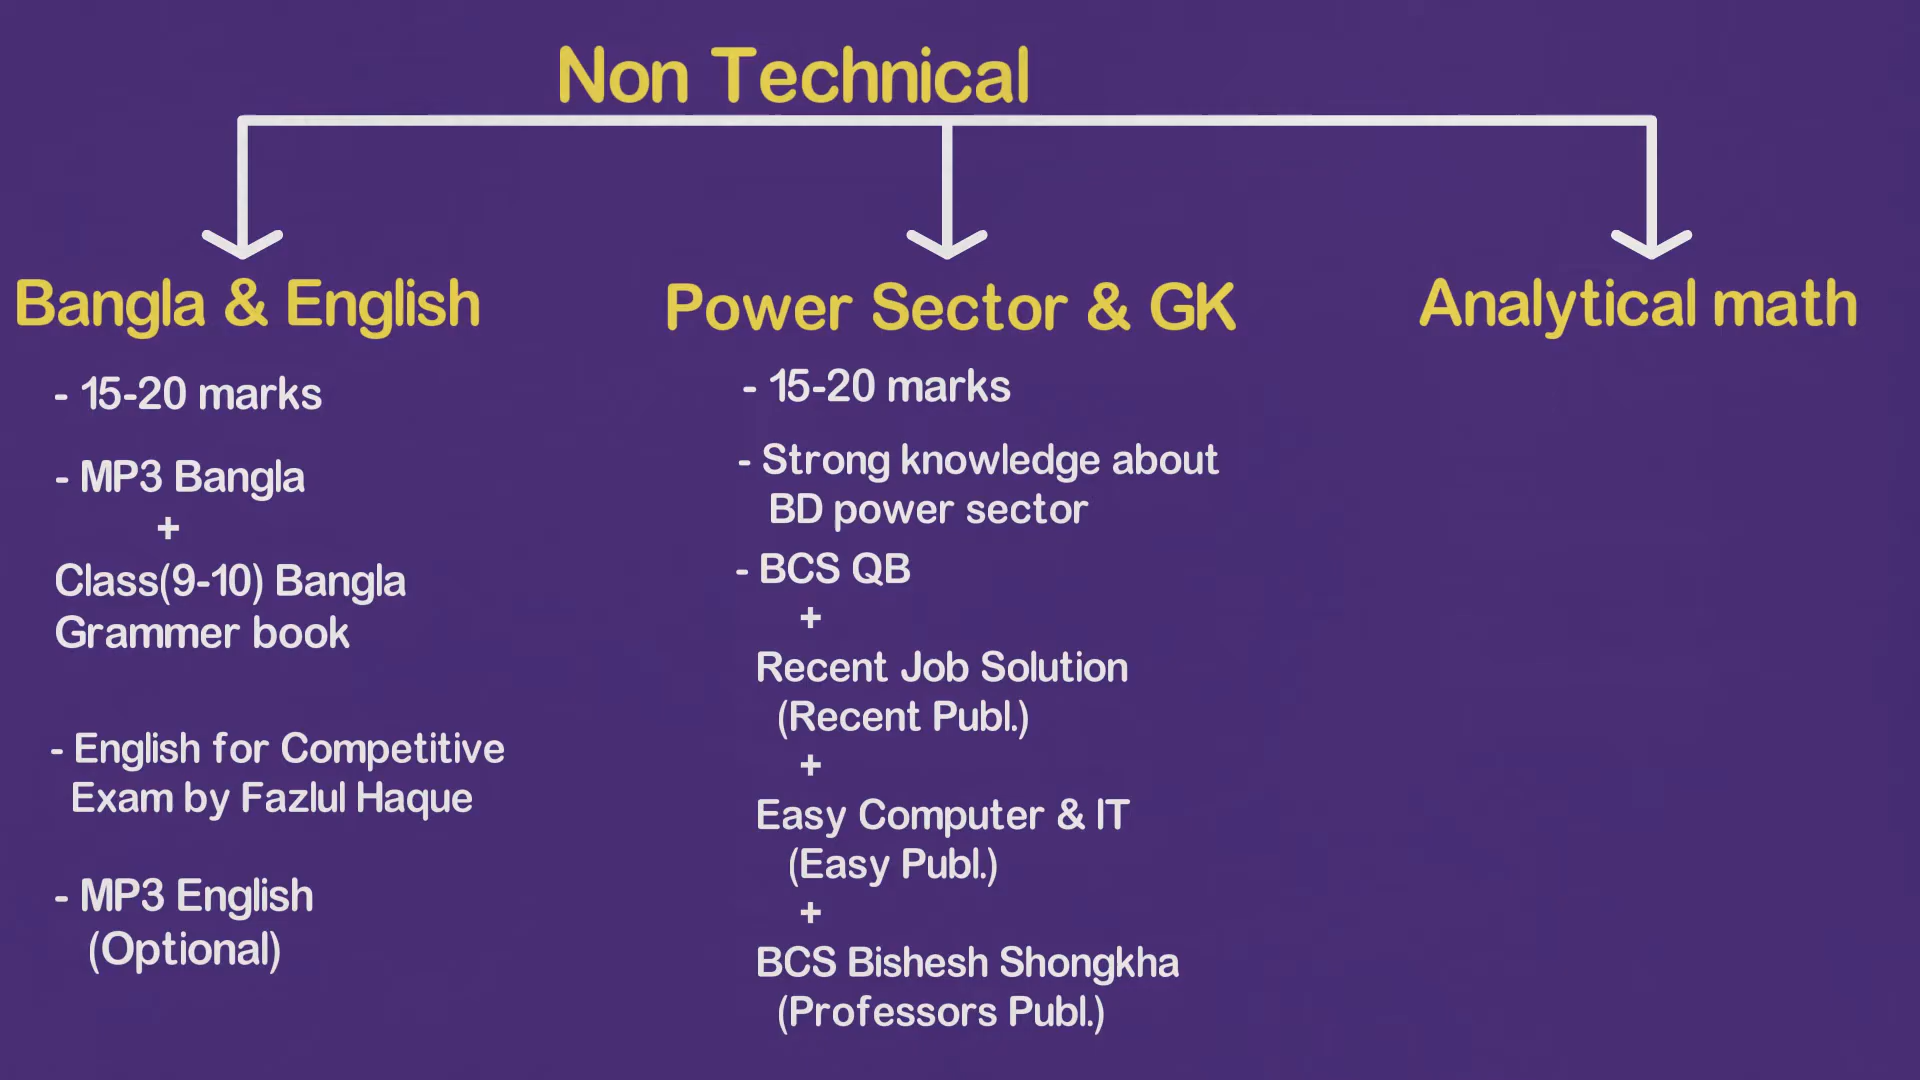 Non Technical
Bangla & English
- 15-20 marks
- MP3 Bangla
+
Class(9-10) Bangla
Grammer book
- English for Competitive
Exam by Fazlul Haque
- MP3 English
(Optional)
Power Sector & GK
- 15-20 marks
- Strong knowledge about
BD power sector
- BCS QB
+
Recent Job Solution
(Recent Publ.)
+
Easy Computer & IT
(Easy Publ.)
+
BCS Bishesh Shongkha
(Professors Publ.)
Analytical math